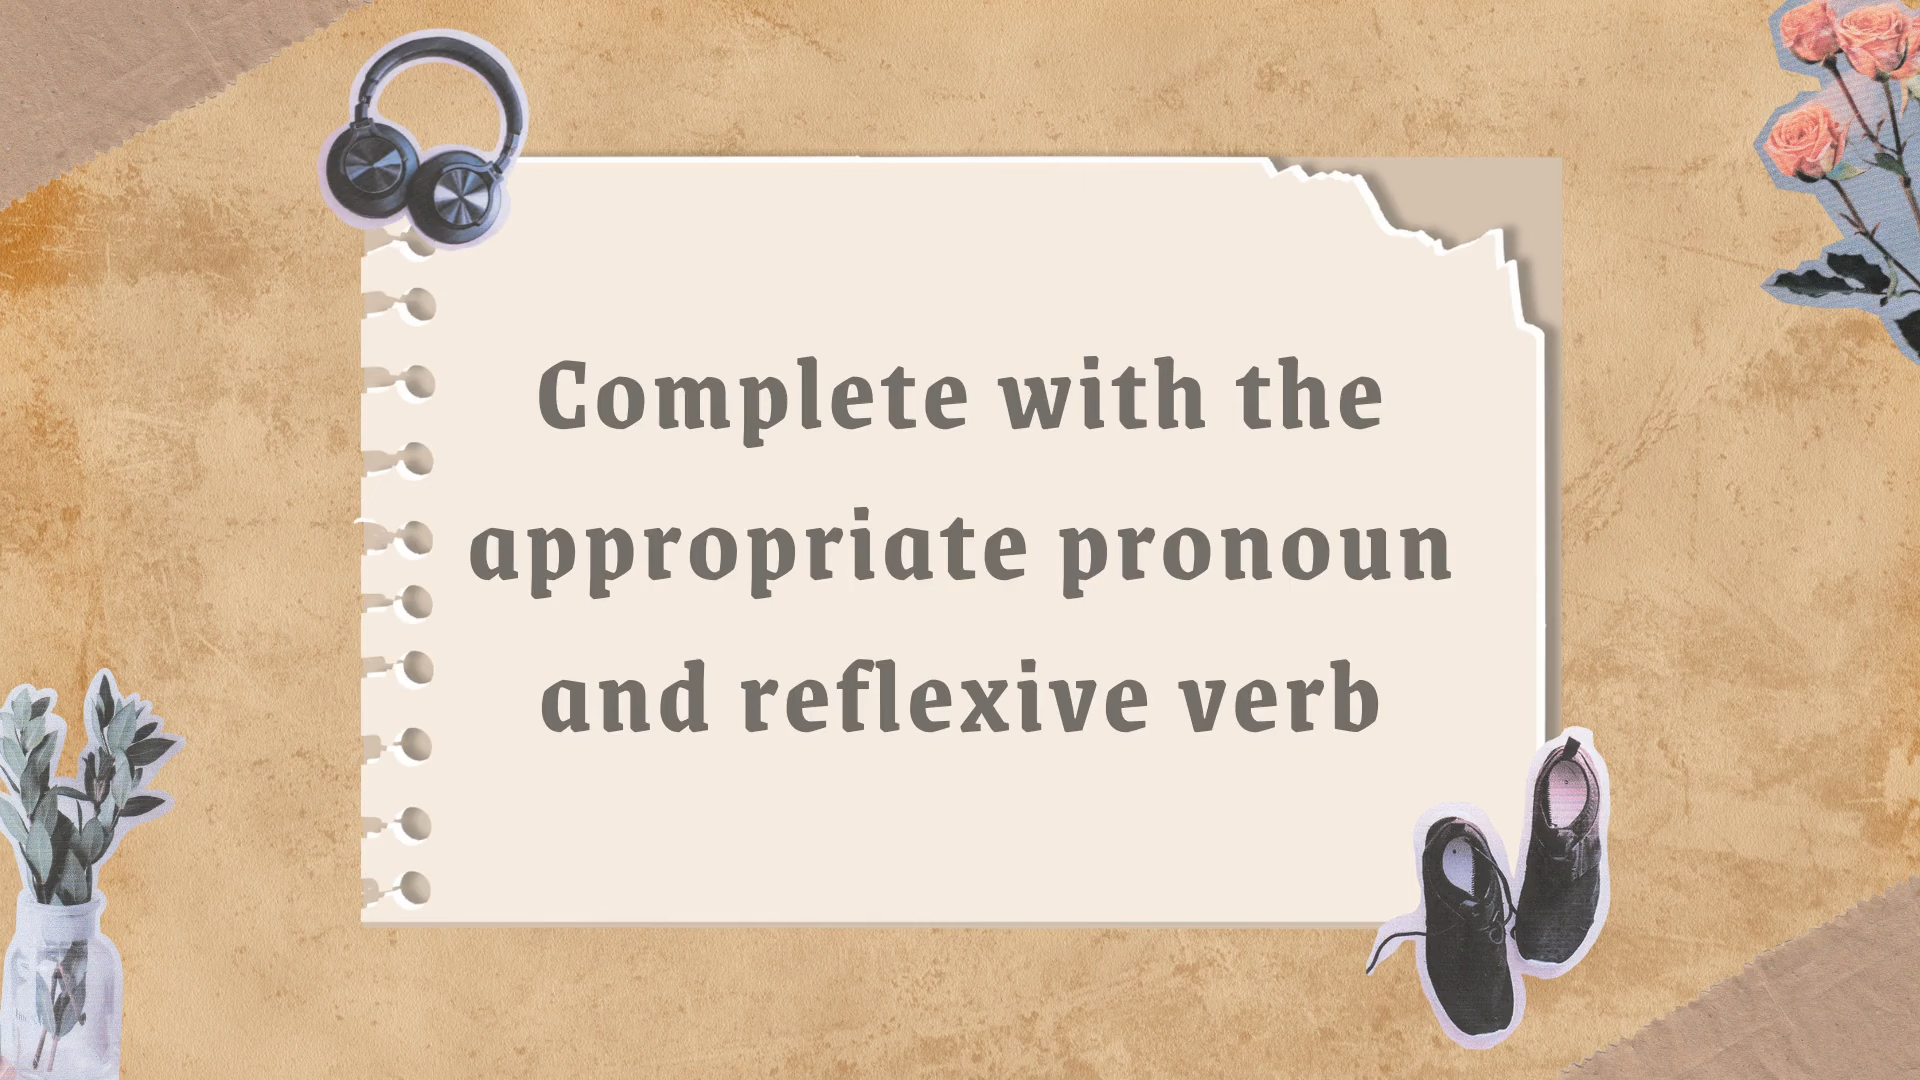 Complete with the
appropriate pronoun
and reflexive verb